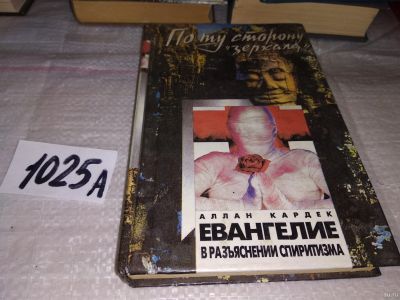 По ту сторону
"зеркала"
1025А
АЛЛАН КАРДЕК
ЕВАНГЕЛИЕ
В РАЗЪЯСНЕНИИ СПИРИТИЗМА